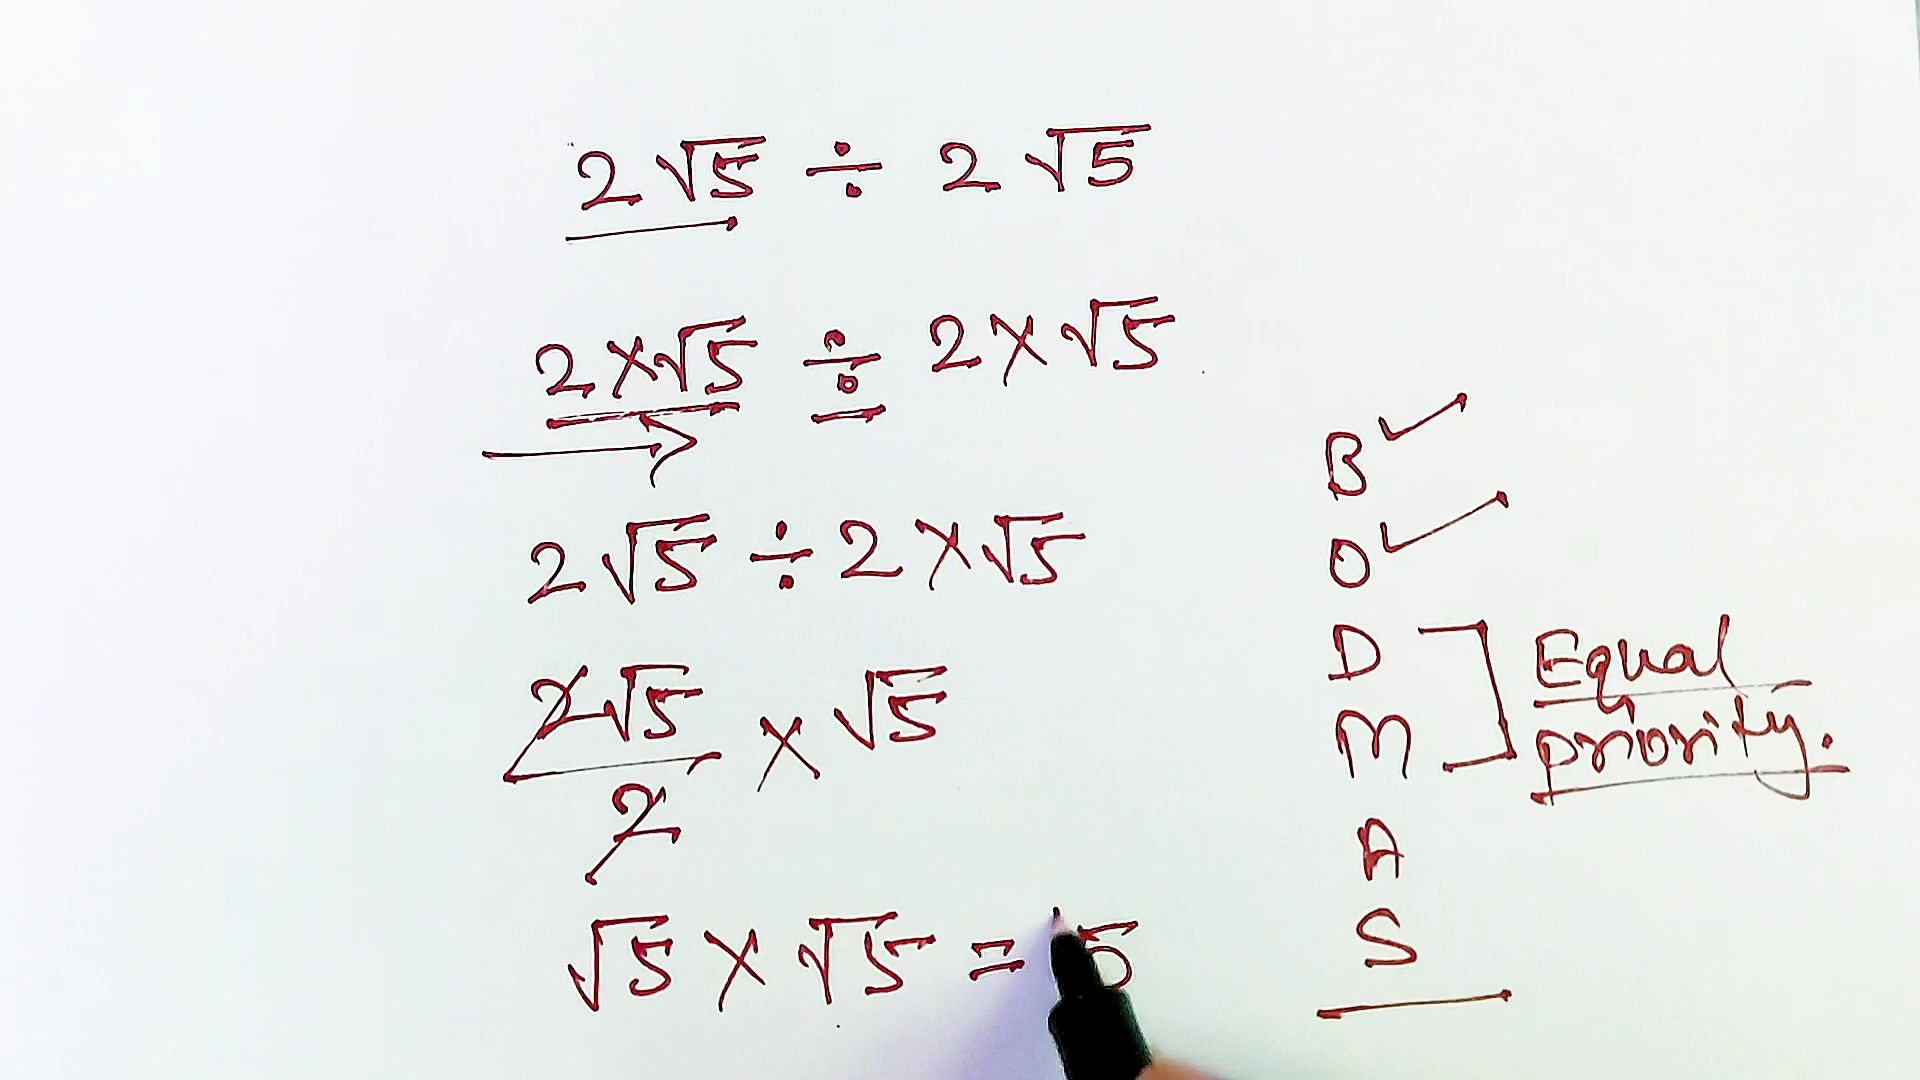 2√5 ÷ 2√5
2×√5 ÷ 2×√5
2√5 ÷ 2×√5
2√5/2 × √5
√5 × √5 = 5
B ✓
O ✓
D
M
Equal
priority.
A
S